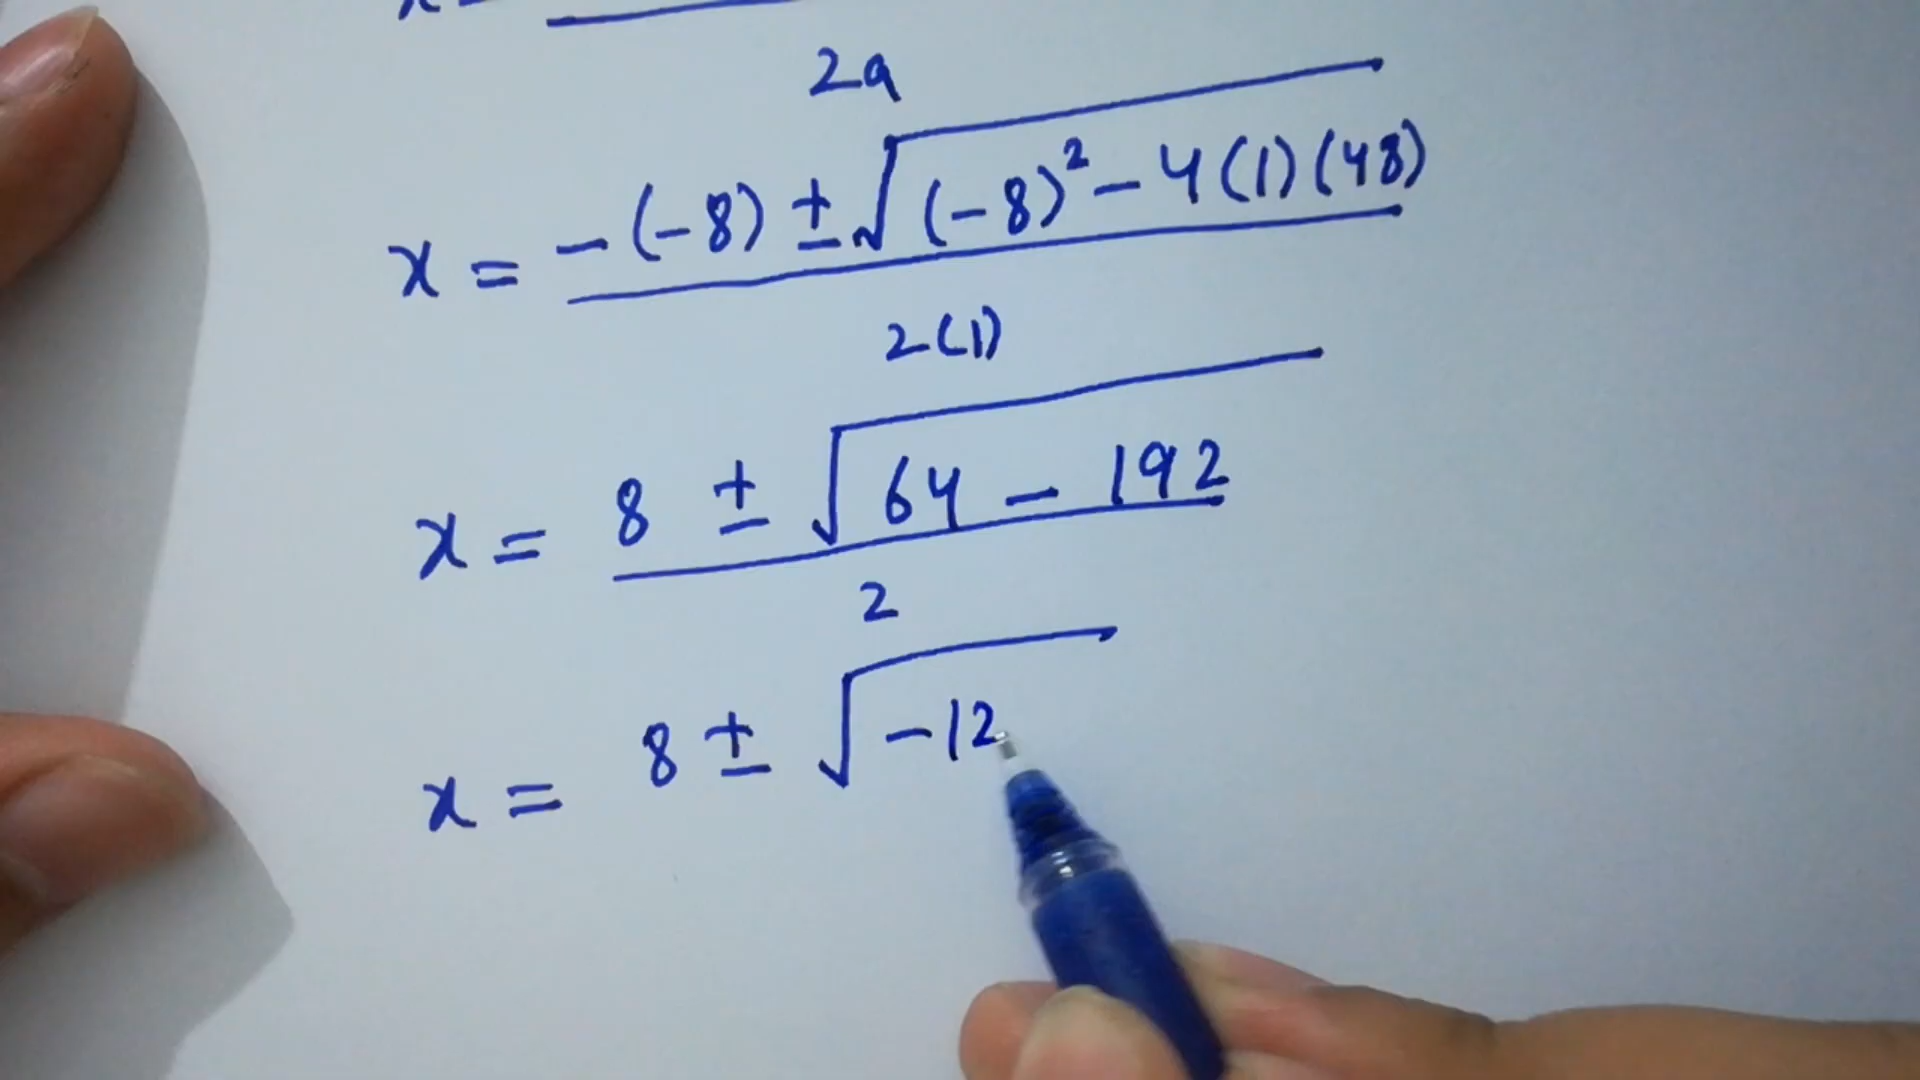 x =
2a
x = -(-8) ± √(-8)² - 4(1)(48)
2(1)
x = 8 ± √64 - 192
2
x = 8 ± √-12